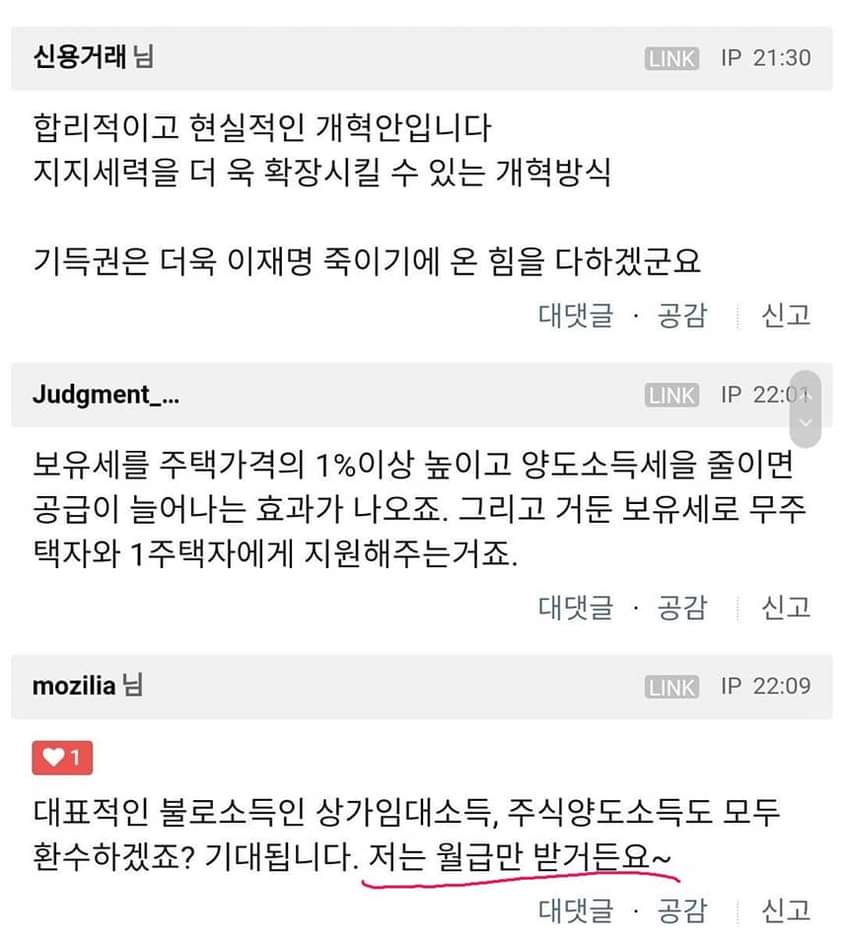 신용거래 님 LINK IP 21:30
합리적이고 현실적인 개혁안입니다
지지세력을 더 욱 확장시킬 수 있는 개혁방식
기득권은 더욱 이재명 죽이기에 온 힘을 다하겠군요
대댓글 · 공감 신고
Judgment_... LINK IP 22:01
보유세를 주택가격의 1%이상 높이고 양도소득세을 줄이면
공급이 늘어나는 효과가 나오죠. 그리고 거둔 보유세로 무주
택자와 1주택자에게 지원해주는거죠.
대댓글 · 공감 신고
mozilia 님 LINK IP 22:09
1
대표적인 불로소득인 상가임대소득, 주식양도소득도 모두
환수하겠죠? 기대됩니다. 저는 월급만 받거든요~
대댓글 · 공감 신고